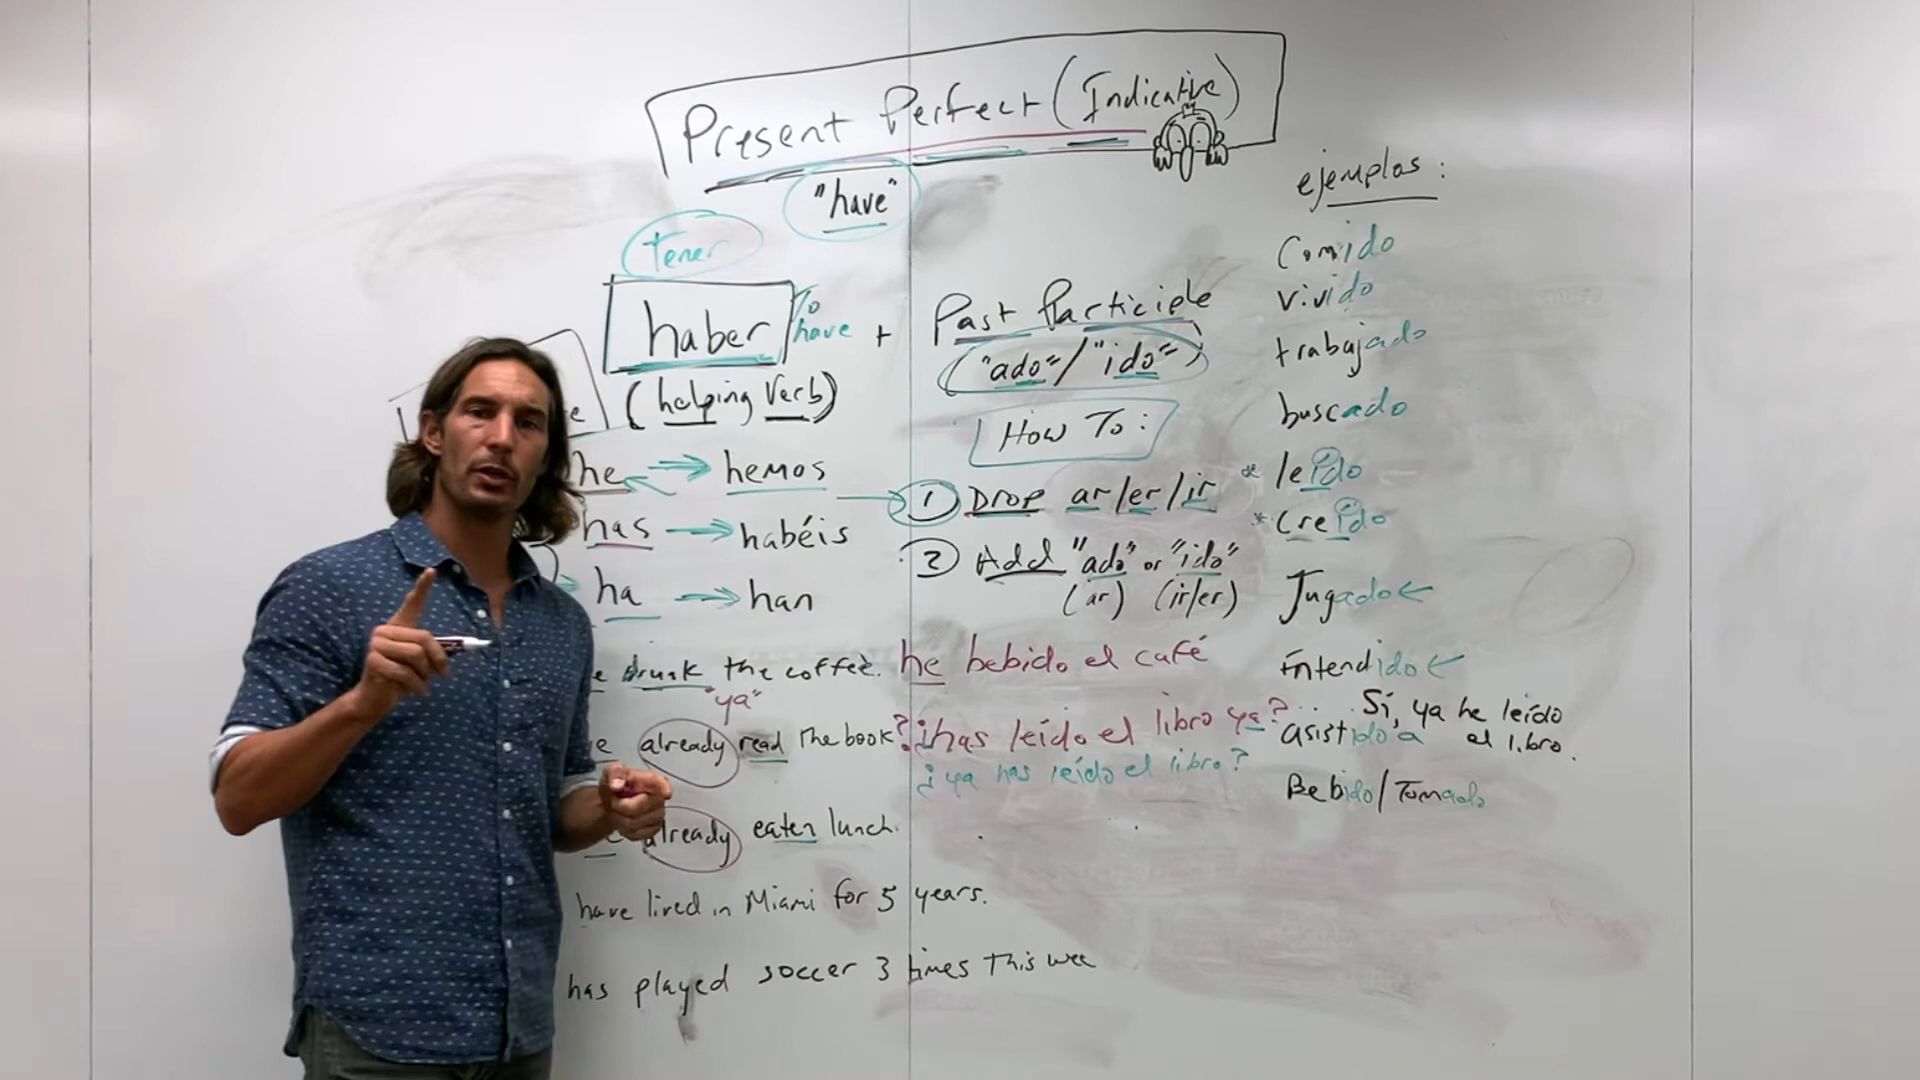 Present Perfect (Indicative)
"have"
tener
haber To have + Past Participle
(helping Verb) ("ado"/"ido")
How To:
he → hemos
has → habéis
ha → han
1 Drop ar/er/ir
2 Add "ado" or "ido"
(ar) (ir/er)
drunk the coffee. he bebido el café
"ya"
already read the book? ¿has leído el libro ya?
¿ya has leído el libro?
already eaten lunch.
have lived in Miami for 5 years.
has played soccer 3 times this wee
ejemplos:
Comido
vivido
trabajado
buscado
* leído
* Creído
Jugado ←
Entendido ←
Sí, ya he leído
el libro.
asistido a
Bebido/Tomado